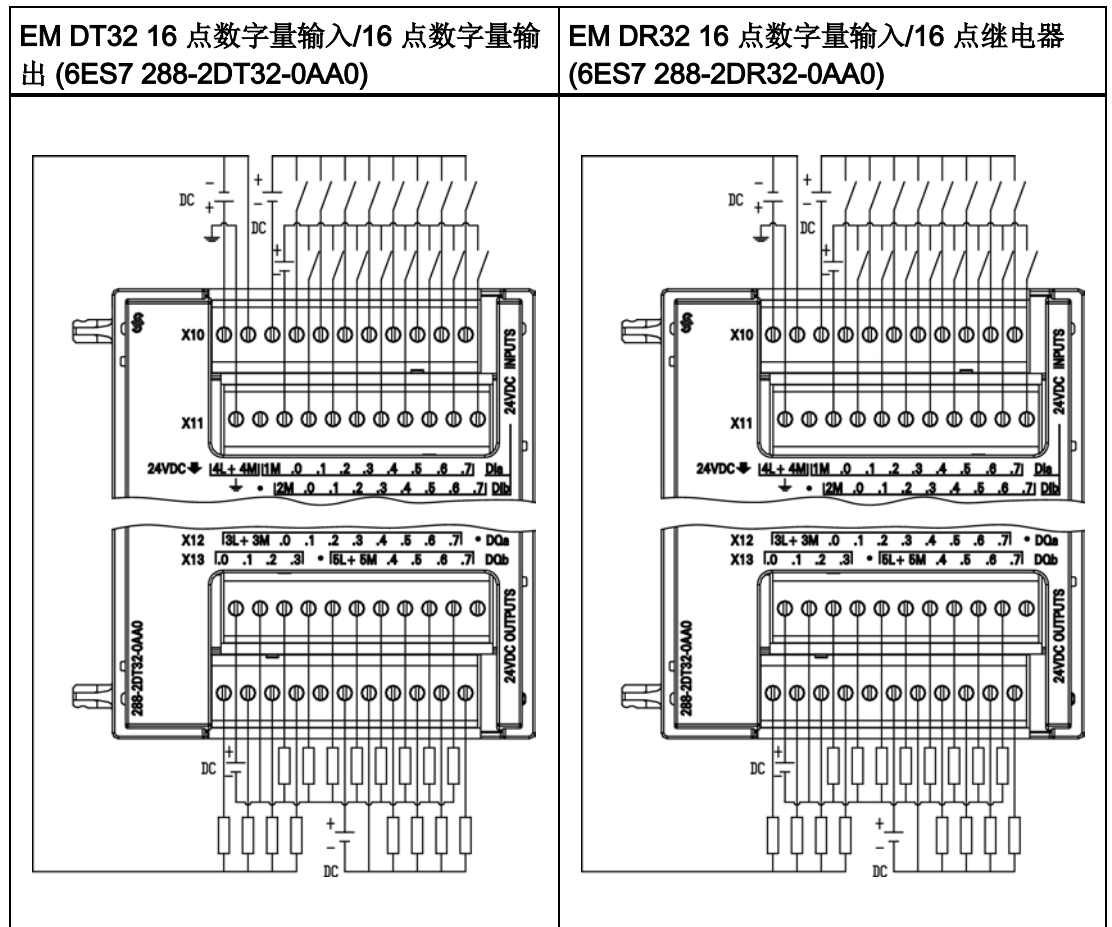 EM DT32 16 点数字量输入/16 点数字量输
出 (6ES7 288-2DT32-0AA0)
EM DR32 16 点数字量输入/16 点继电器
(6ES7 288-2DR32-0AA0)
- DC +
+ - DC
+ -
X10
X11
24VDC INPUTS
24VDC 4L+ 4M 1M .0 .1 .2 .3 .4 .5 .6 .7 DIa
2M .0 .1 .2 .3 .4 .5 .6 .7 DIb
X12 3L+ 3M .0 .1 .2 .3 .4 .5 .6 .7 • DQa
X13 .0 .1 .2 .3 • 5L+ 5M .4 .5 .6 .7 DQb
288-2DT32-0AA0
24VDC OUTPUTS
DC + -
+ - DC
- DC +
+ - DC
+ -
X10
X11
24VDC INPUTS
24VDC 4L+ 4M 1M .0 .1 .2 .3 .4 .5 .6 .7 DIa
2M .0 .1 .2 .3 .4 .5 .6 .7 DIb
X12 3L+ 3M .0 .1 .2 .3 .4 .5 .6 .7 • DQa
X13 .0 .1 .2 .3 • 5L+ 5M .4 .5 .6 .7 DQb
288-2DT32-0AA0
24VDC OUTPUTS
DC + -
+ - DC